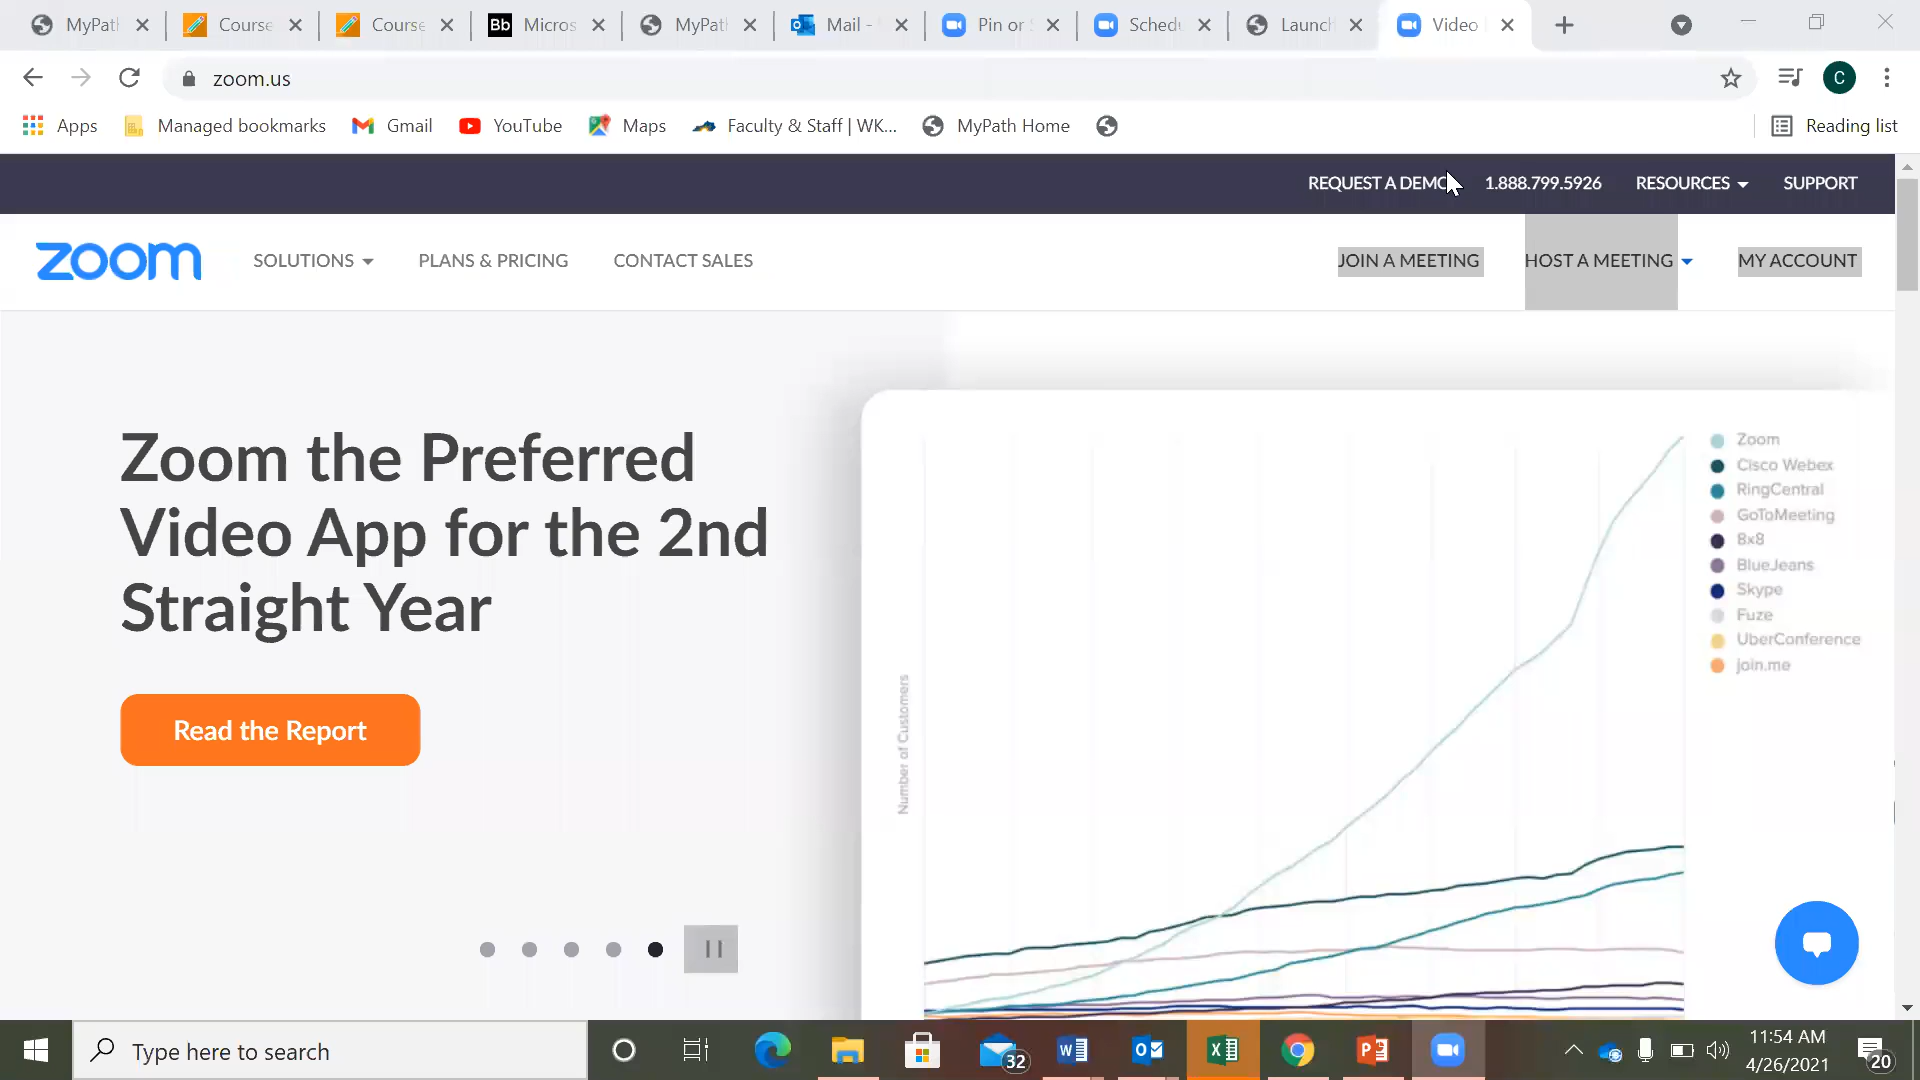 MyPath
Course
Course
Bb Micros
MyPath
Mail -
Pin or S
Schedu
Launch
Video
zoom.us
C
Apps
Managed bookmarks
Gmail
YouTube
Maps
Faculty & Staff | WK...
MyPath Home
Reading list
REQUEST A DEMO
1.888.799.5926
RESOURCES
SUPPORT
zoom
SOLUTIONS
PLANS & PRICING
CONTACT SALES
JOIN A MEETING
HOST A MEETING
MY ACCOUNT
Zoom the Preferred
Video App for the 2nd
Straight Year
Read the Report
Number of Customers
Zoom
Cisco Webex
RingCentral
GoToMeeting
8x8
BlueJeans
Skype
Fuze
UberConference
join.me
Type here to search
32
11:54 AM
4/26/2021
20